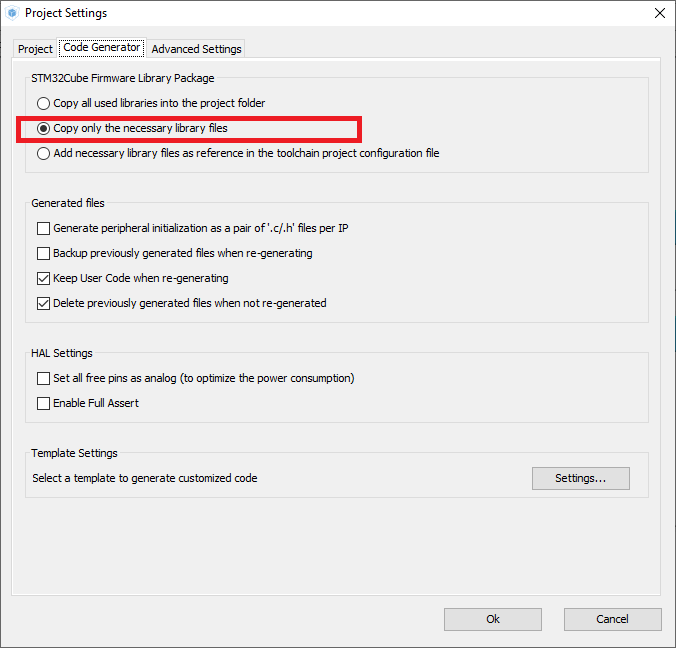 Project Settings
Project Code Generator Advanced Settings
STM32Cube Firmware Library Package
Copy all used libraries into the project folder
Copy only the necessary library files
Add necessary library files as reference in the toolchain project configuration file
Generated files
Generate peripheral initialization as a pair of '.c/.h' files per IP
Backup previously generated files when re-generating
Keep User Code when re-generating
Delete previously generated files when not re-generated
HAL Settings
Set all free pins as analog (to optimize the power consumption)
Enable Full Assert
Template Settings
Select a template to generate customized code
Settings...
Ok
Cancel